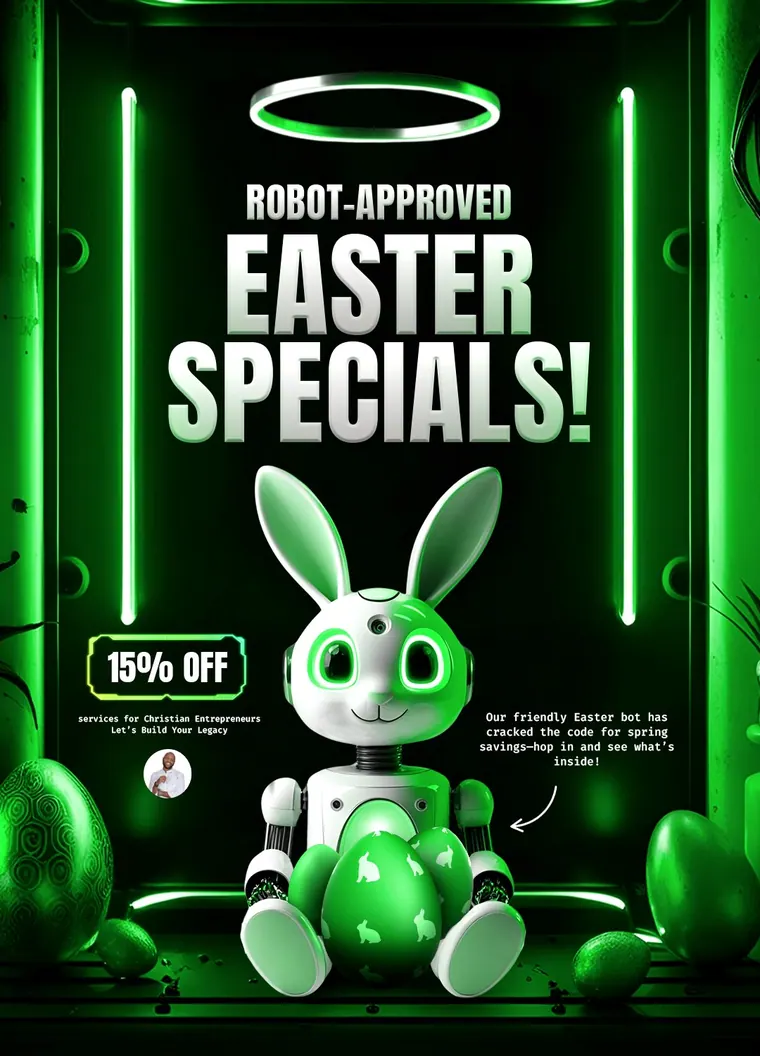 ROBOT-APPROVED
EASTER
SPECIALS!
15% OFF
services for Christian Entrepreneurs
Let's Build Your Legacy
Our friendly Easter bot has
cracked the code for spring
savings—hop in and see what's
inside!